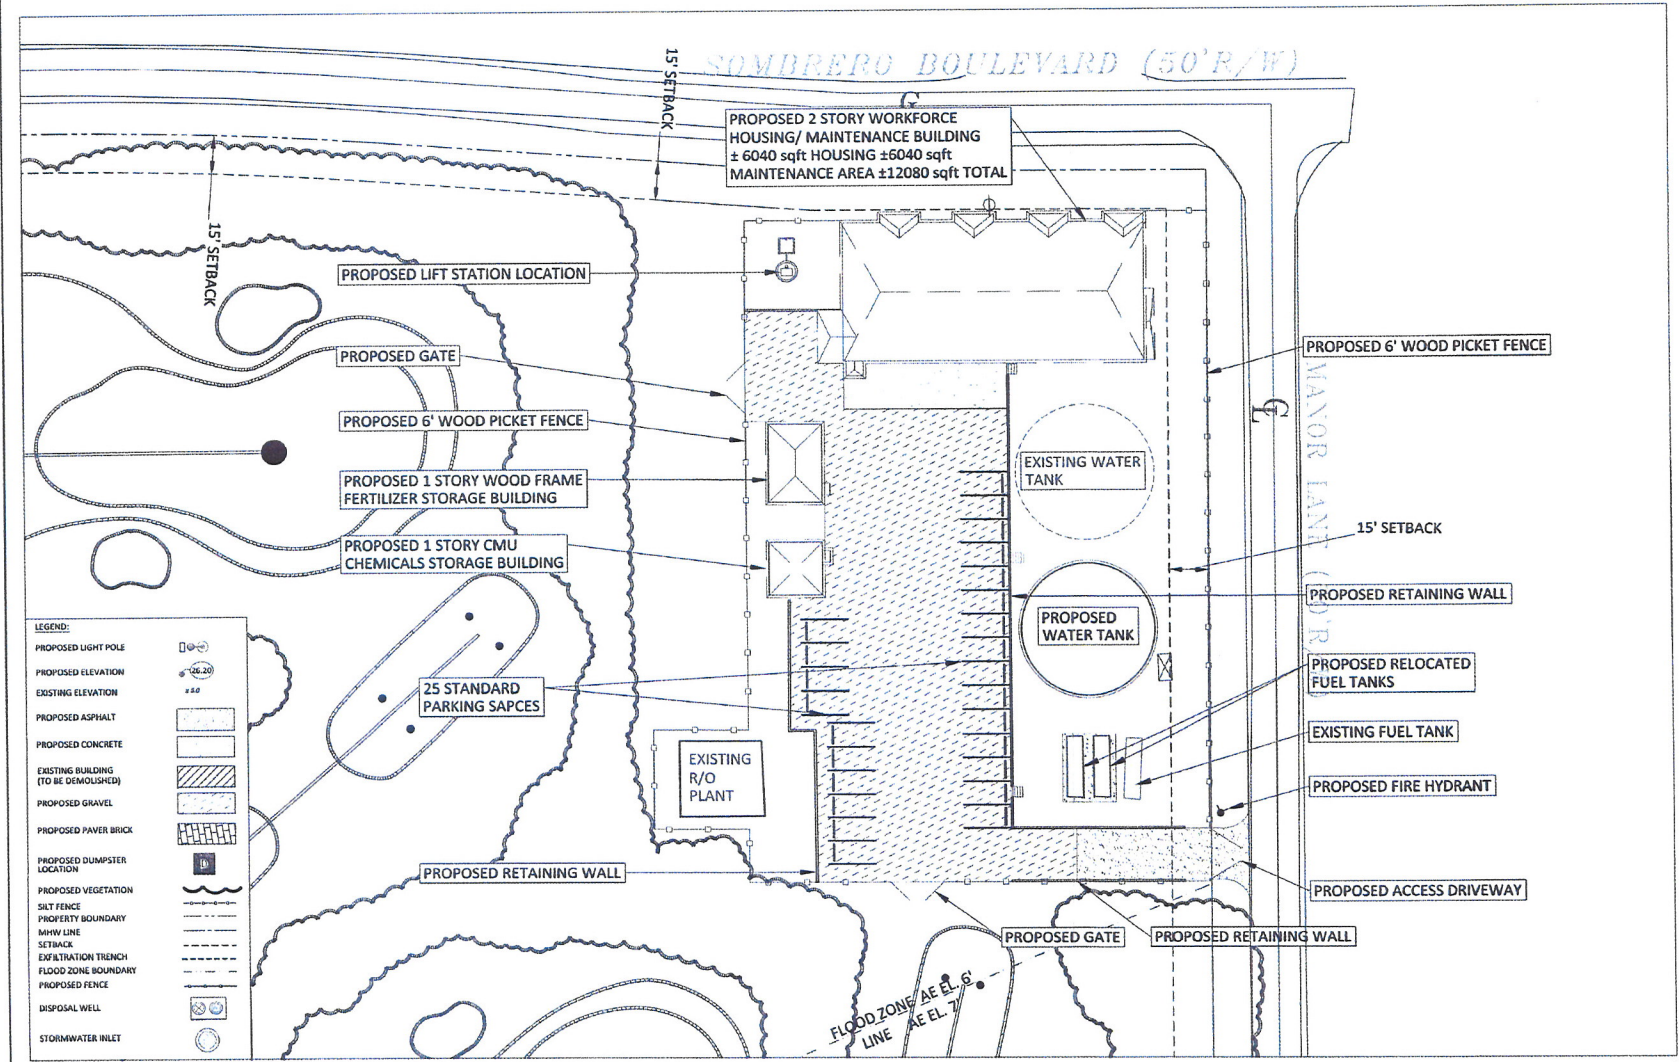 SOMBRERO BOULEVARD (50'R/W)
15' SETBACK
PROPOSED 2 STORY WORKFORCE
HOUSING/ MAINTENANCE BUILDING
± 6040 sqft HOUSING ±6040 sqft
MAINTENANCE AREA ±12080 sqft TOTAL
15' SETBACK
PROPOSED LIFT STATION LOCATION
PROPOSED GATE
PROPOSED 6' WOOD PICKET FENCE
PROPOSED 6' WOOD PICKET FENCE
PROPOSED 1 STORY WOOD FRAME
FERTILIZER STORAGE BUILDING
PROPOSED 1 STORY CMU
CHEMICALS STORAGE BUILDING
EXISTING WATER
TANK
15' SETBACK
PROPOSED RETAINING WALL
PROPOSED
WATER TANK
MANOR LANE
PROPOSED RELOCATED
FUEL TANKS
25 STANDARD
PARKING SAPCES
EXISTING FUEL TANK
EXISTING
R/O
PLANT
PROPOSED FIRE HYDRANT
PROPOSED RETAINING WALL
PROPOSED ACCESS DRIVEWAY
PROPOSED GATE
PROPOSED RETAINING WALL
FLOOD ZONE AE EL. 6'
LINE AE EL. 7'
LEGEND:
PROPOSED LIGHT POLE
PROPOSED ELEVATION
26.20
EXISTING ELEVATION
x 5.0
PROPOSED ASPHALT
PROPOSED CONCRETE
EXISTING BUILDING
(TO BE DEMOLISHED)
PROPOSED GRAVEL
PROPOSED PAVER BRICK
PROPOSED DUMPSTER
LOCATION
D
PROPOSED VEGETATION
SILT FENCE
PROPERTY BOUNDARY
MHW LINE
SETBACK
EXFILTRATION TRENCH
FLOOD ZONE BOUNDARY
PROPOSED FENCE
DISPOSAL WELL
STORMWATER INLET